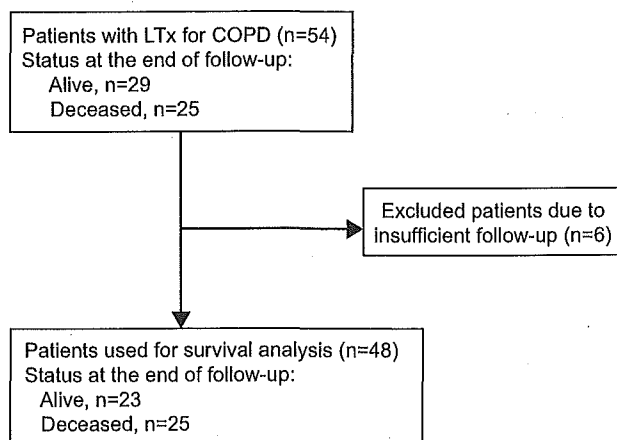 Patients with LTx for COPD (n=54)
Status at the end of follow-up:
Alive, n=29
Deceased, n=25
Excluded patients due to
insufficient follow-up (n=6)
Patients used for survival analysis (n=48)
Status at the end of follow-up:
Alive, n=23
Deceased, n=25